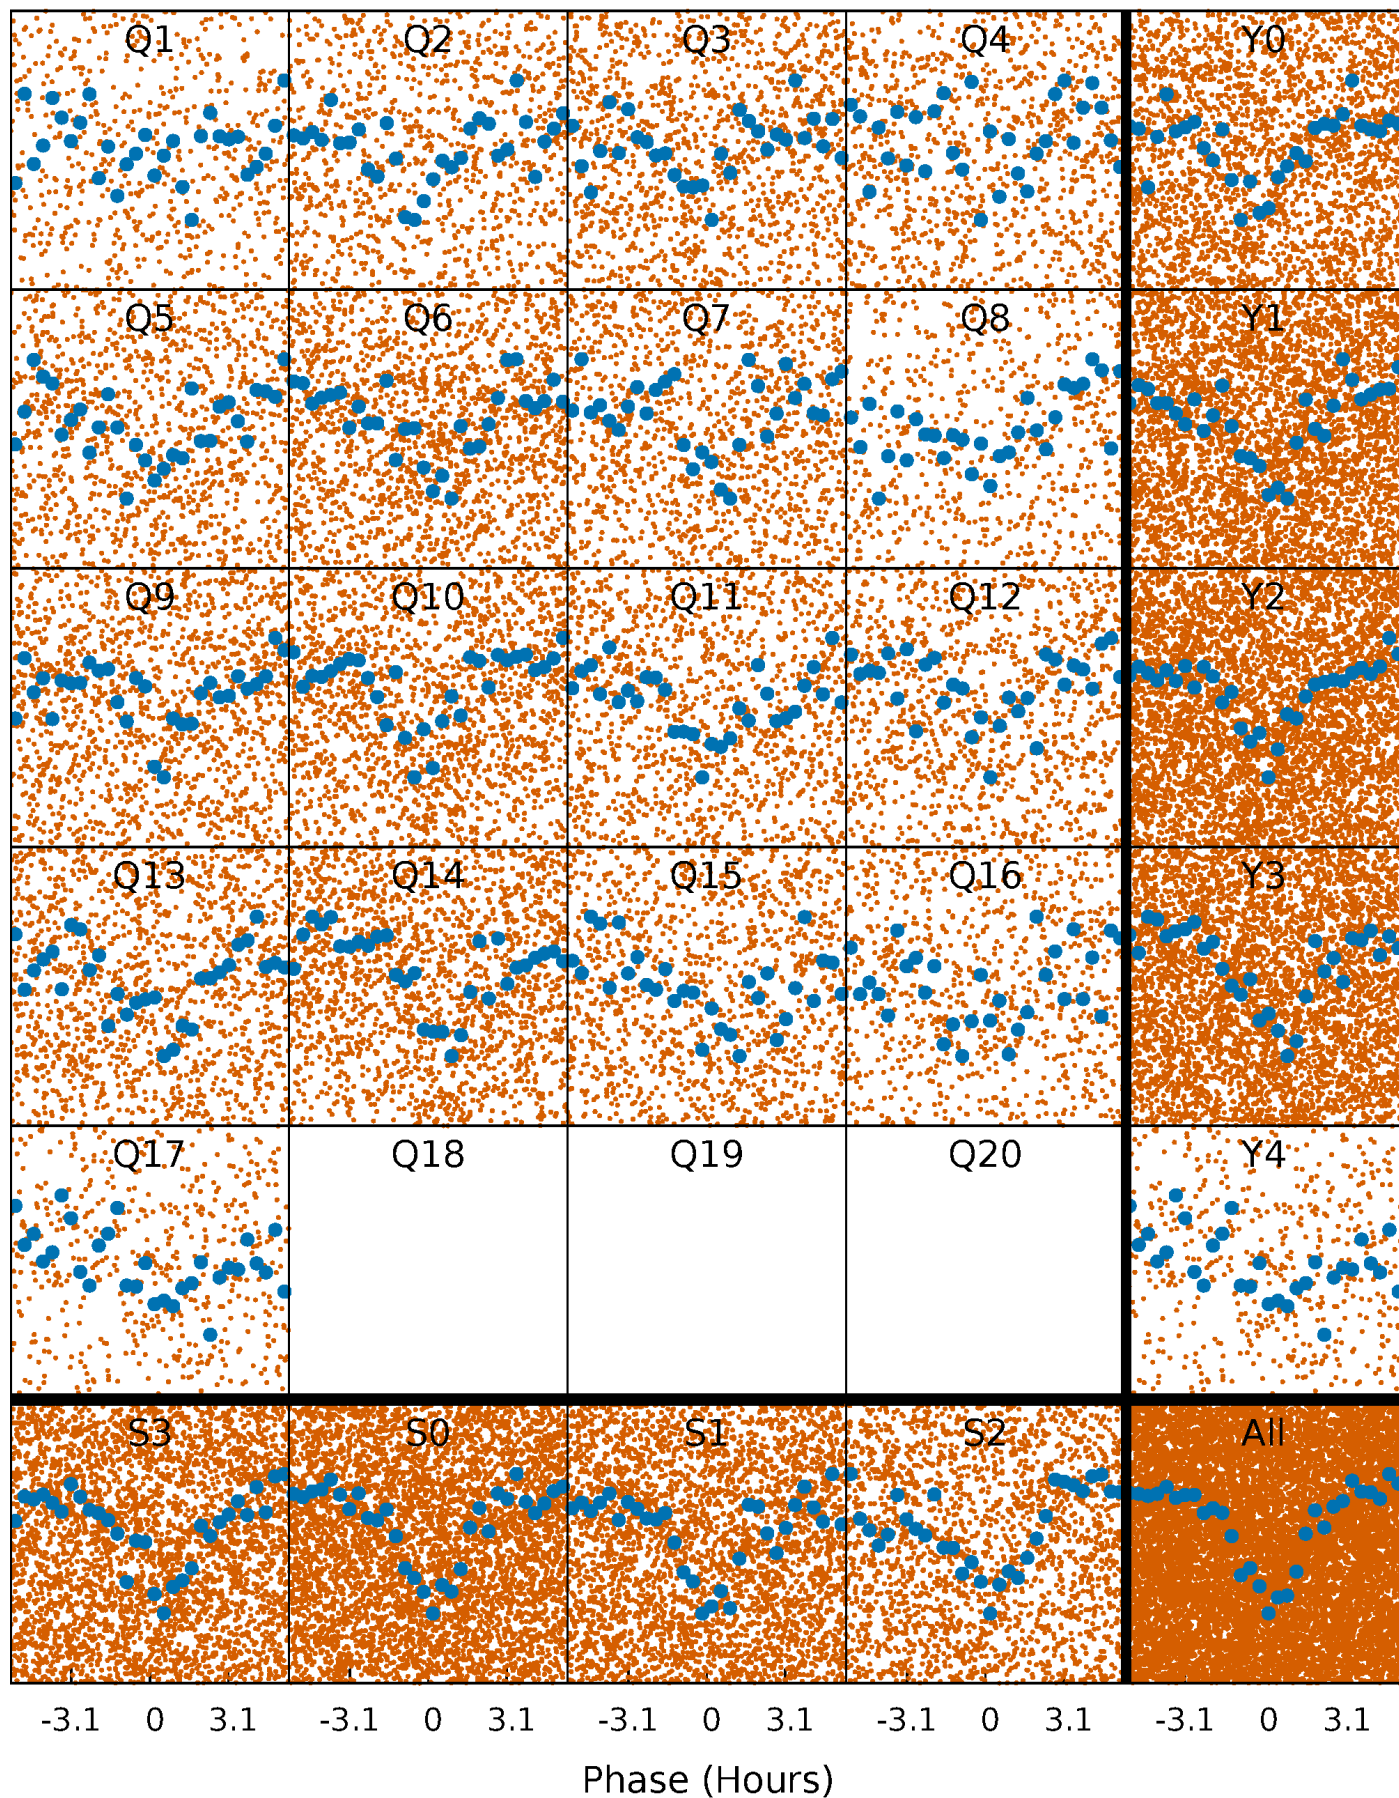 Q1 Q2 Q3 Q4 Y0
Q5 Q6 Q7 Q8 Y1
Q9 Q10 Q11 Q12 Y2
Q13 Q14 Q15 Q16 Y3
Q17 Q18 Q19 Q20 Y4
S3 S0 S1 S2 All
-3.1 0 3.1 -3.1 0 3.1 -3.1 0 3.1 -3.1 0 3.1 -3.1 0 3.1
Phase (Hours)